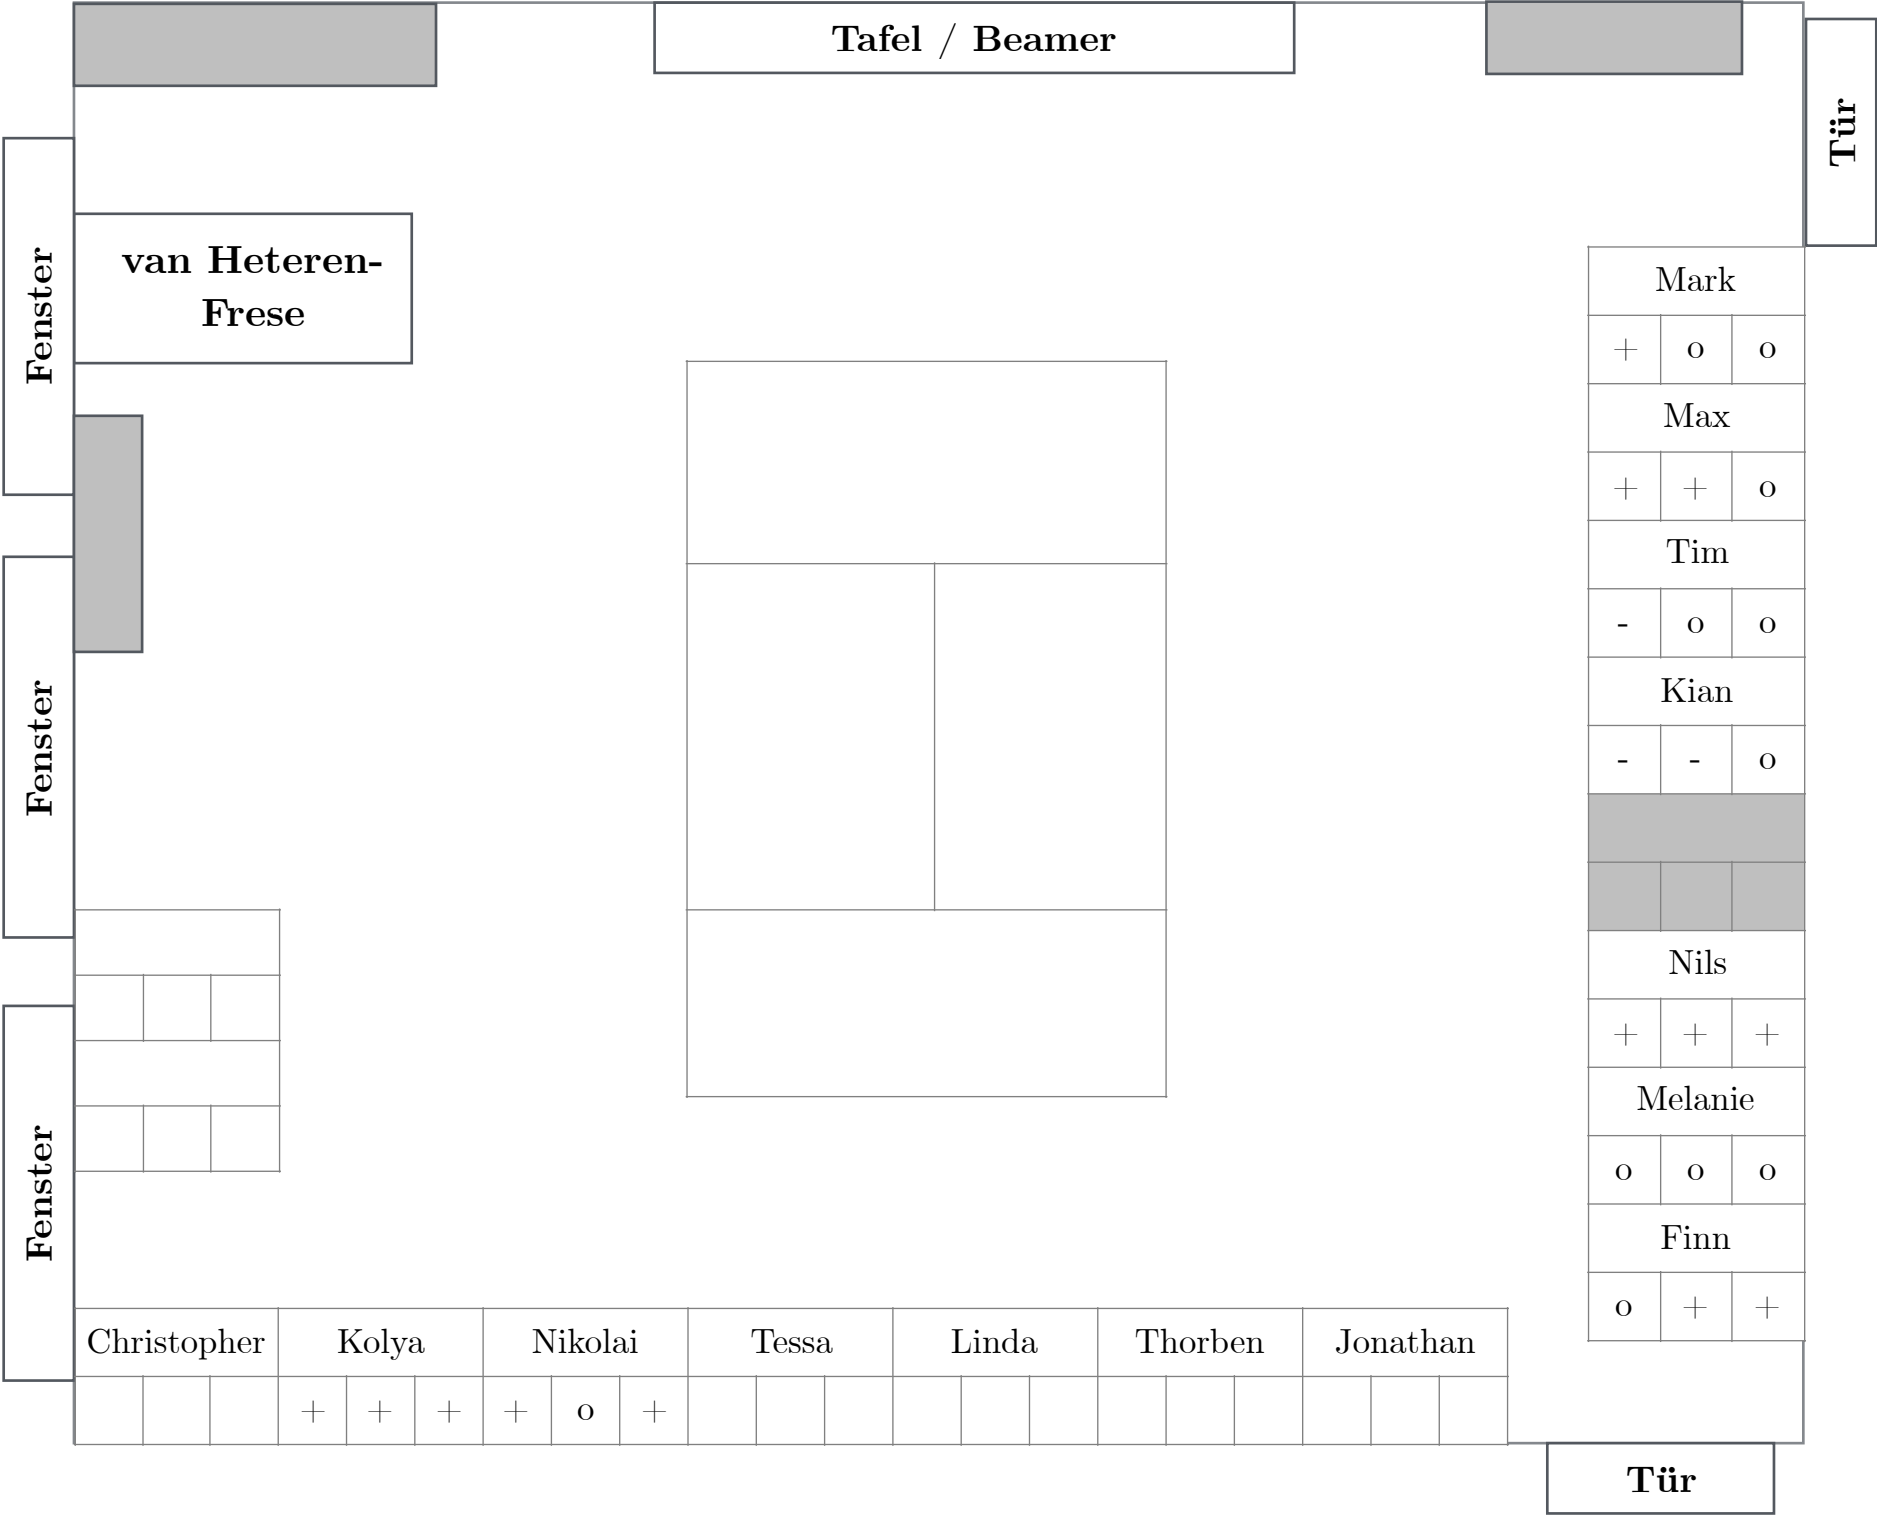 Tafel / Beamer
Tür
Fenster
van Heteren-
Frese
Mark
+ o o
Max
+ + o
Tim
- o o
Fenster
Kian
- - o
Nils
+ + +
Melanie
o o o
Fenster
Finn
o + +
Christopher Kolya Nikolai Tessa Linda Thorben Jonathan
+ + + + o +
Tür